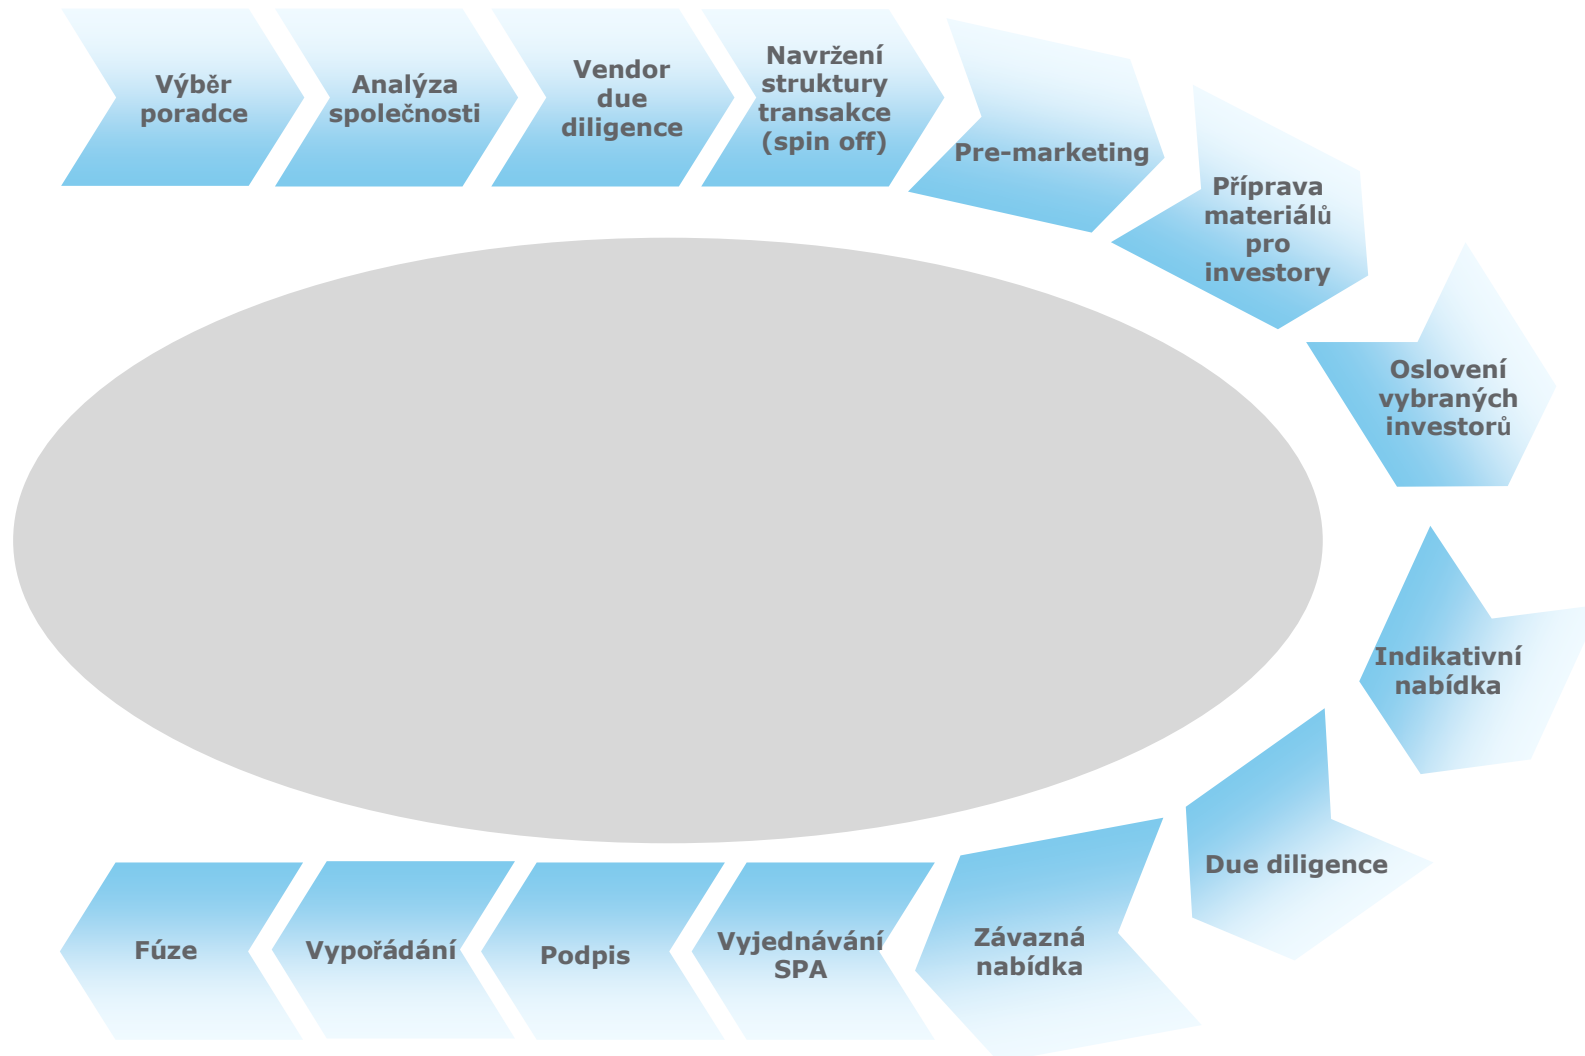 Výběr
poradce
Analýza
společnosti
Vendor
due
diligence
Navržení
struktury
transakce
(spin off)
Pre-marketing
Příprava
materiálů
pro
investory
Oslovení
vybraných
investorů
Indikativní
nabídka
Due diligence
Závazná
nabídka
Vyjednávání
SPA
Podpis
Vypořádání
Fúze